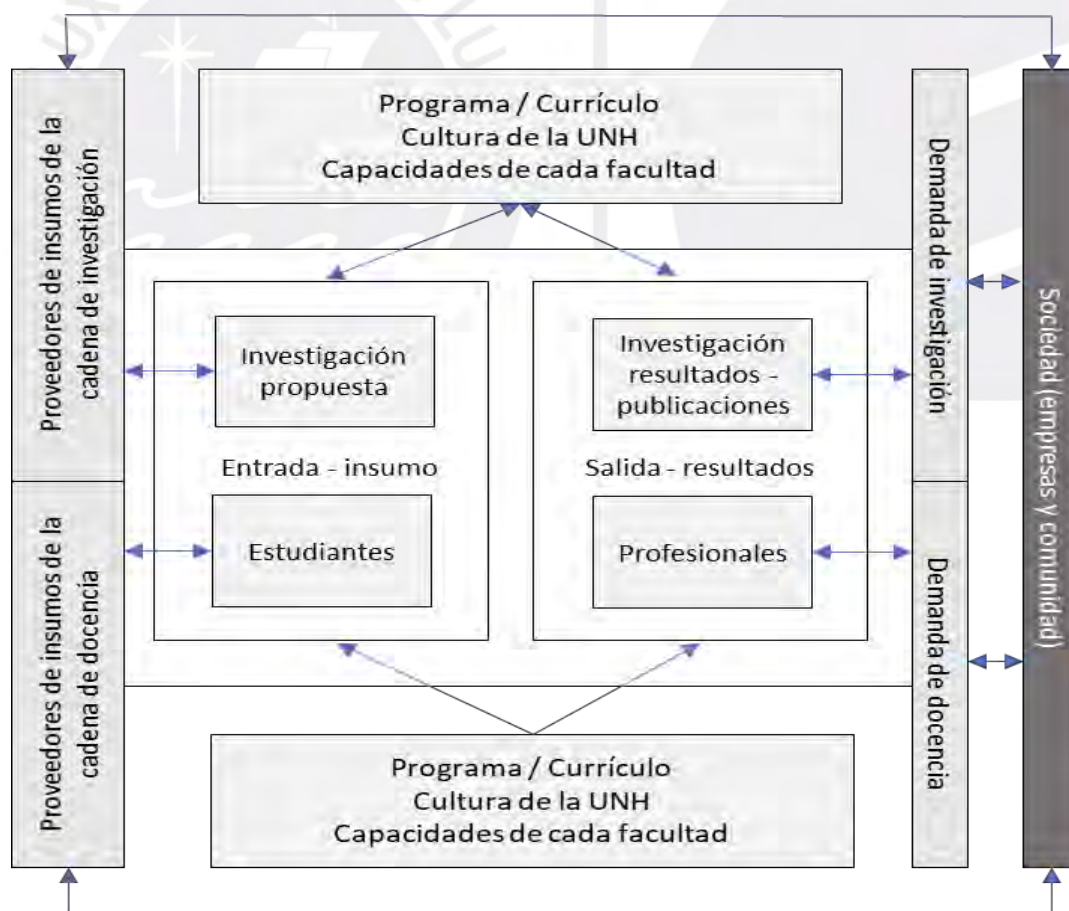 Programa / Currículo
Cultura de la UNH
Capacidades de cada facultad
Proveedores de insumos de la
cadena de investigación
Demanda de investigación
Sociedad (empresas y comunidad)
Investigación
propuesta
Investigación
resultados -
publicaciones
Entrada - insumo
Salida - resultados
Estudiantes
Profesionales
Proveedores de insumos de la
cadena de docencia
Demanda de docencia
Programa / Currículo
Cultura de la UNH
Capacidades de cada facultad